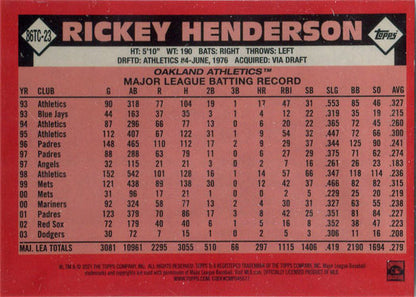 86TC-23
RICKEY HENDERSON
Topps
HT: 5'10" WT: 190 BATS: RIGHT THROWS: LEFT
DRFTD: ATHLETICS #4-JUNE, 1976 ACQUIRED: VIA DRAFT
OAKLAND ATHLETICS™
MAJOR LEAGUE BATTING RECORD
YR CLUB G AB R H 2B 3B HR RBI SB SLG BB SO AVG
93 Athletics 90 318 77 104 19 1 17 47 31 .553 85 46 .327
93 Blue Jays 44 163 37 35 3 1 4 12 22 .319 35 19 .215
94 Athletics 87 296 66 77 13 0 6 20 22 .365 72 45 .260
95 Athletics 112 407 67 122 31 1 9 54 32 .447 72 66 .300
96 Padres 148 465 110 112 17 2 9 29 37 .344 125 90 .241
97 Padres 88 288 63 79 11 0 6 27 29 .375 71 62 .274
97 Angels 32 115 21 21 3 0 2 7 16 .261 26 23 .183
98 Athletics 152 542 101 128 16 1 14 57 66 .347 118 114 .236
99 Mets 121 438 89 138 30 0 12 42 37 .466 82 82 .315
00 Mets 31 96 17 21 1 0 0 2 5 .229 25 20 .219
00 Mariners 92 324 58 77 13 2 4 30 31 .327 63 55 .238
01 Padres 123 379 70 86 17 3 8 42 25 .351 81 84 .227
02 Red Sox 72 179 40 40 6 1 5 16 8 .352 38 47 .223
03 Dodgers 30 72 7 15 1 0 2 5 3 .306 11 16 .208
MAJ. LEA TOTALS 3081 10961 2295 3055 510 66 297 1115 1406 .419 2190 1694 .279